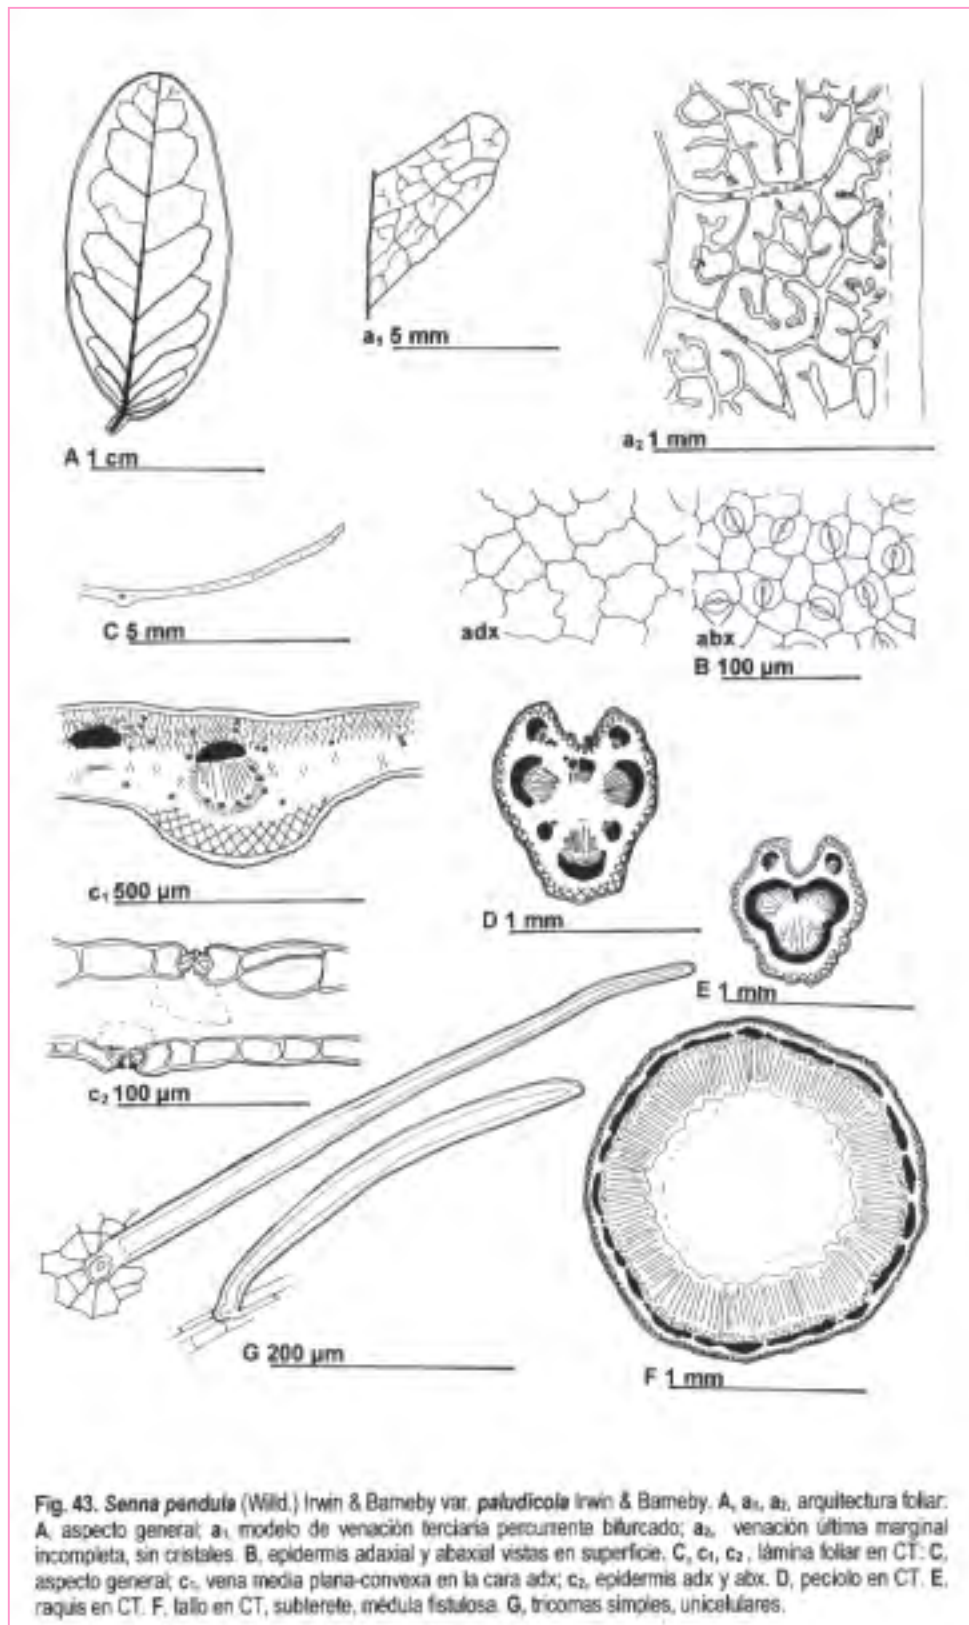 A 1 cm
a₁ 5 mm
a₂ 1 mm
C 5 mm
adx
abx
B 100 µm
c₁ 500 µm
D 1 mm
E 1 mm
c₂ 100 µm
G 200 µm
F 1 mm
Fig. 43. Senna pendula (Willd.) Irwin & Barneby var. paludicola Irwin & Barneby. A, a₁, a₂, arquitectura foliar:
A, aspecto general; a₁, modelo de venación terciaria percurrente bifurcado; a₂, venación última marginal
incompleta, sin cristales. B, epidermis adaxial y abaxial vistas en superficie. C, c₁, c₂, lámina foliar en CT: C,
aspecto general; c₁, vena media plana-convexa en la cara adx; c₂, epidermis adx y abx. D, peciolo en CT. E,
raquis en CT. F, tallo en CT, subterete, médula fistulosa. G, tricomas simples, unicelulares.